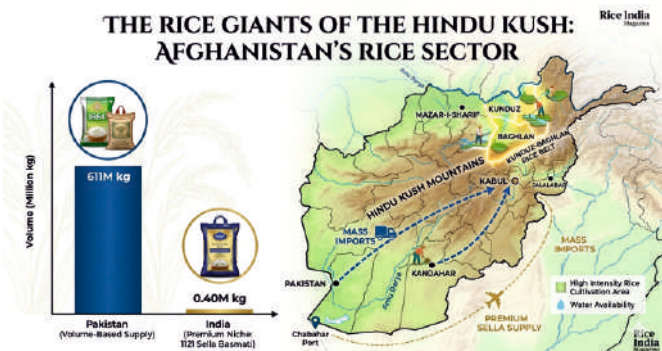 THE RICE GIANTS OF THE HINDU KUSH:
AFGHANISTAN'S RICE SECTOR
Rice India
Magazine
Volume (Million kg)
611M kg
0.40M kg
Pakistan
(Volume-Based Supply)
India
(Premium Niche:
1121 Sella Basmati)
MAZAR-I-SHARIF
KUNDUZ
BAGHLAN
KUNDUZ-BAGHLAN
RICE BELT
HINDU KUSH MOUNTAINS
KABUL
JALALABAD
MASS
IMPORTS
KANDAHAR
PAKISTAN
Chabahar
Port
MASS
IMPORTS
PREMIUM
SELLA SUPPLY
High Intensity Rice
Cultivation Area
Water Availability
Rice
India
Magazine